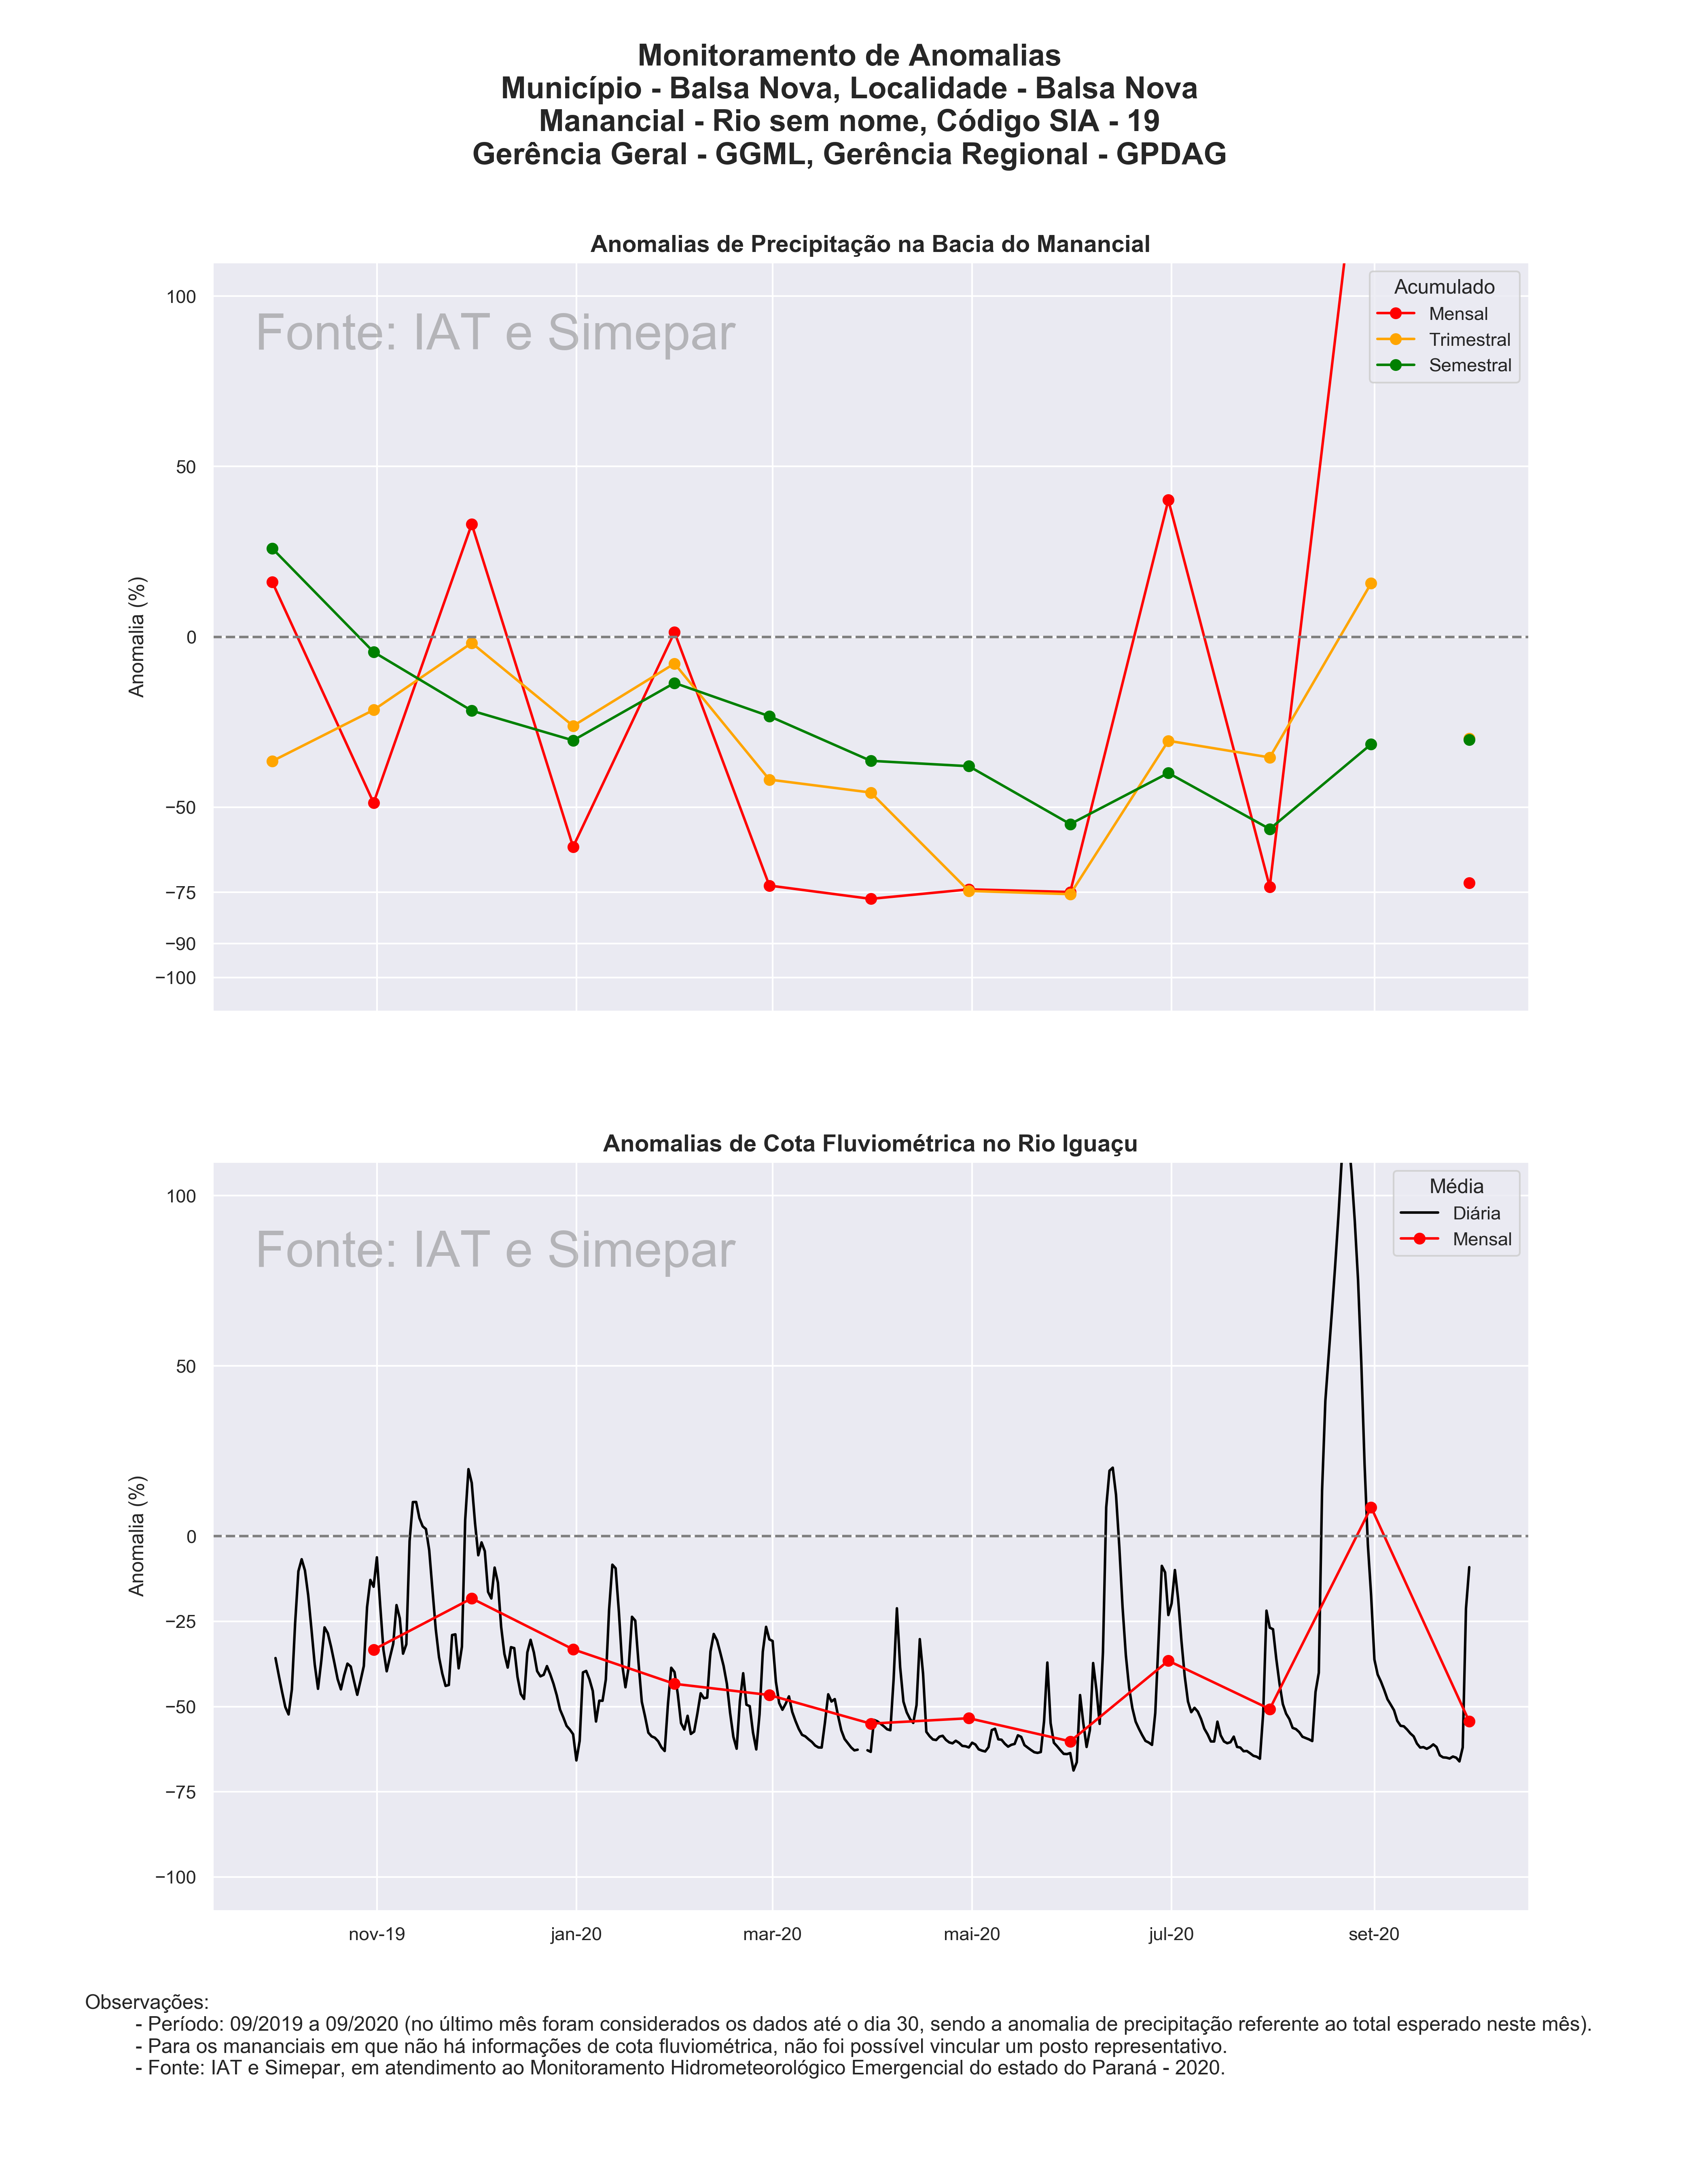 Monitoramento de Anomalias
Município - Balsa Nova, Localidade - Balsa Nova
Manancial - Rio sem nome, Código SIA - 19
Gerência Geral - GGML, Gerência Regional - GPDAG
Anomalias de Precipitação na Bacia do Manancial
Fonte: IAT e Simepar
Acumulado
Mensal
Trimestral
Semestral
Anomalia (%)
100
50
0
−50
−75
−90
−100
Anomalias de Cota Fluviométrica no Rio Iguaçu
Fonte: IAT e Simepar
Média
Diária
Mensal
Anomalia (%)
100
50
0
−25
−50
−75
−100
nov-19 jan-20 mar-20 mai-20 jul-20 set-20
Observações:
- Período: 09/2019 a 09/2020 (no último mês foram considerados os dados até o dia 30, sendo a anomalia de precipitação referente ao total esperado neste mês).
- Para os mananciais em que não há informações de cota fluviométrica, não foi possível vincular um posto representativo.
- Fonte: IAT e Simepar, em atendimento ao Monitoramento Hidrometeorológico Emergencial do estado do Paraná - 2020.